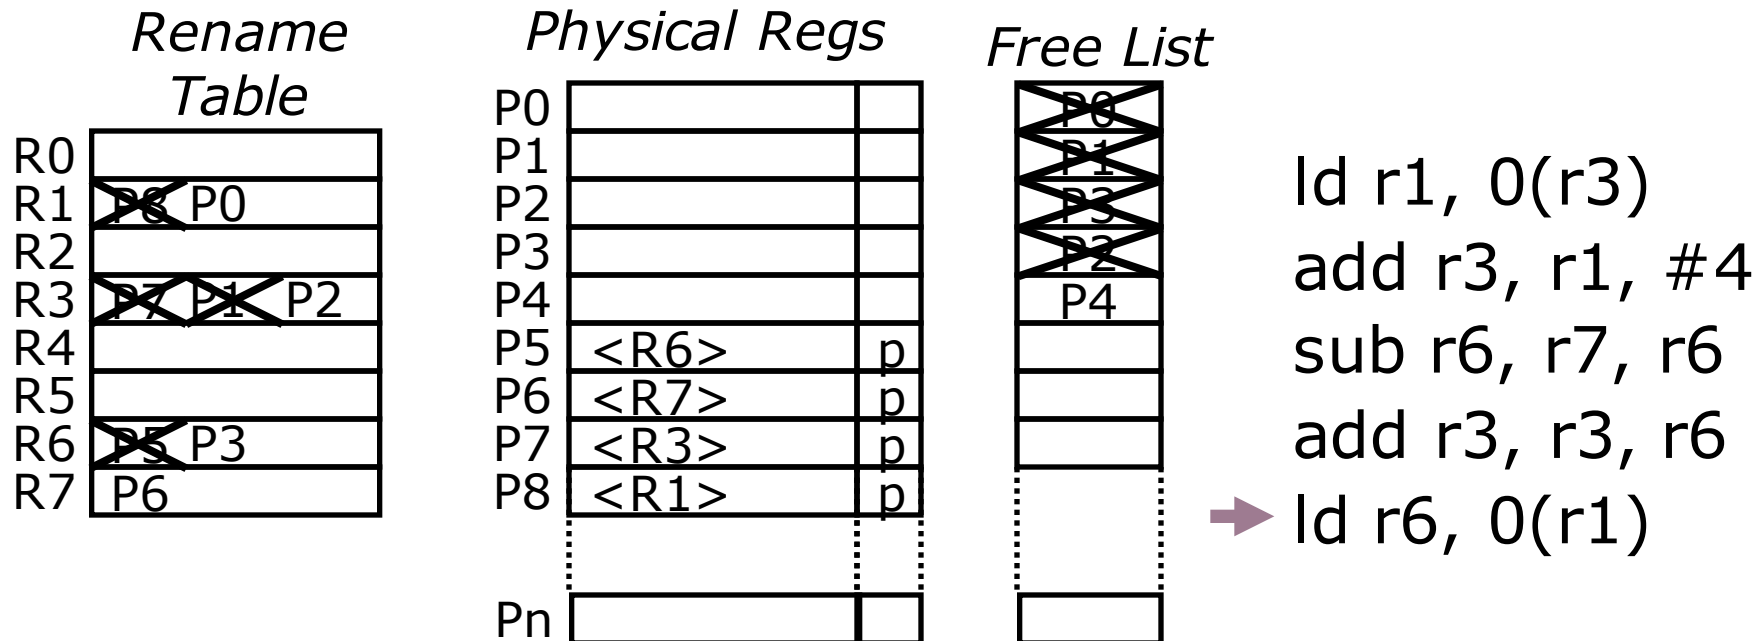 Rename
Table
R0
R1 P8 P0
R2
R3 P7 P1 P2
R4
R5
R6 P5 P3
R7 P6
Physical Regs
P0
P1
P2
P3
P4
P5 <R6> p
P6 <R7> p
P7 <R3> p
P8 <R1> p
Pn
Free List
P0
P1
P3
P2
P4
ld r1, 0(r3)
add r3, r1, #4
sub r6, r7, r6
add r3, r3, r6
ld r6, 0(r1)